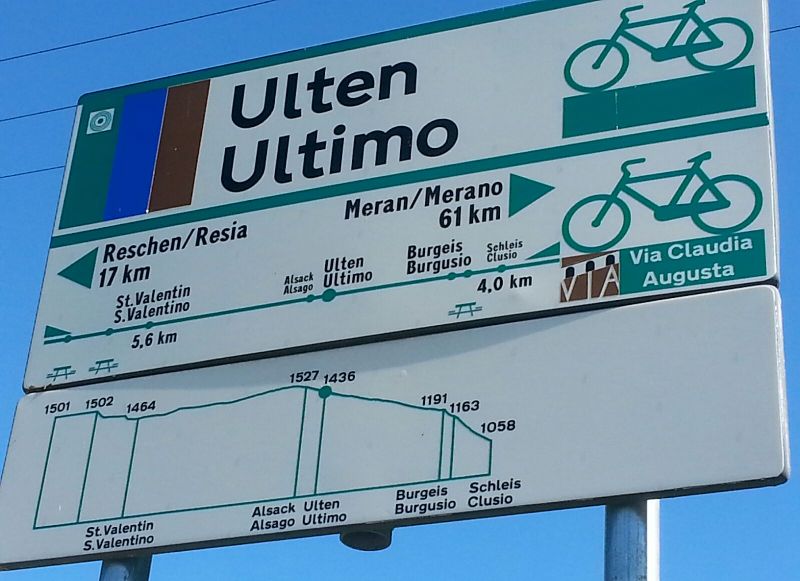 Ulten
Ultimo
Reschen/Resia
17 km
Meran/Merano
61 km
St.Valentin
S.Valentino
5,6 km
Alsack
Alsago
Ulten
Ultimo
Burgeis
Burgusio
Schleis
Clusio
4,0 km
VIA
Via Claudia
Augusta
1501 1502 1464 1527 1436 1191 1163 1058
St.Valentin
S.Valentino
Alsack
Alsago
Ulten
Ultimo
Burgeis
Burgusio
Schleis
Clusio